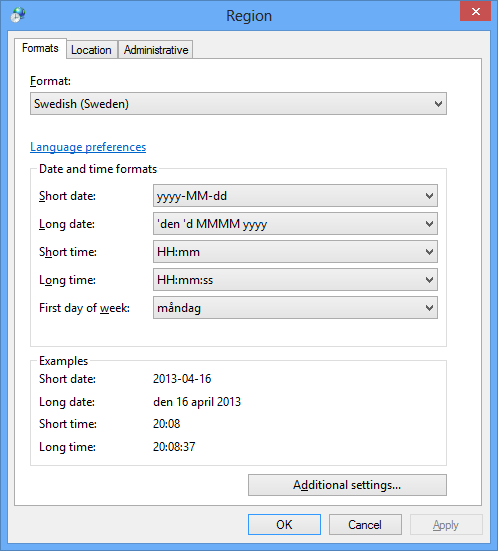 Region
Formats Location Administrative
Format:
Swedish (Sweden)
Language preferences
Date and time formats
Short date: yyyy-MM-dd
Long date: 'den 'd MMMM yyyy
Short time: HH:mm
Long time: HH:mm:ss
First day of week: måndag
Examples
Short date: 2013-04-16
Long date: den 16 april 2013
Short time: 20:08
Long time: 20:08:37
Additional settings...
OK Cancel Apply